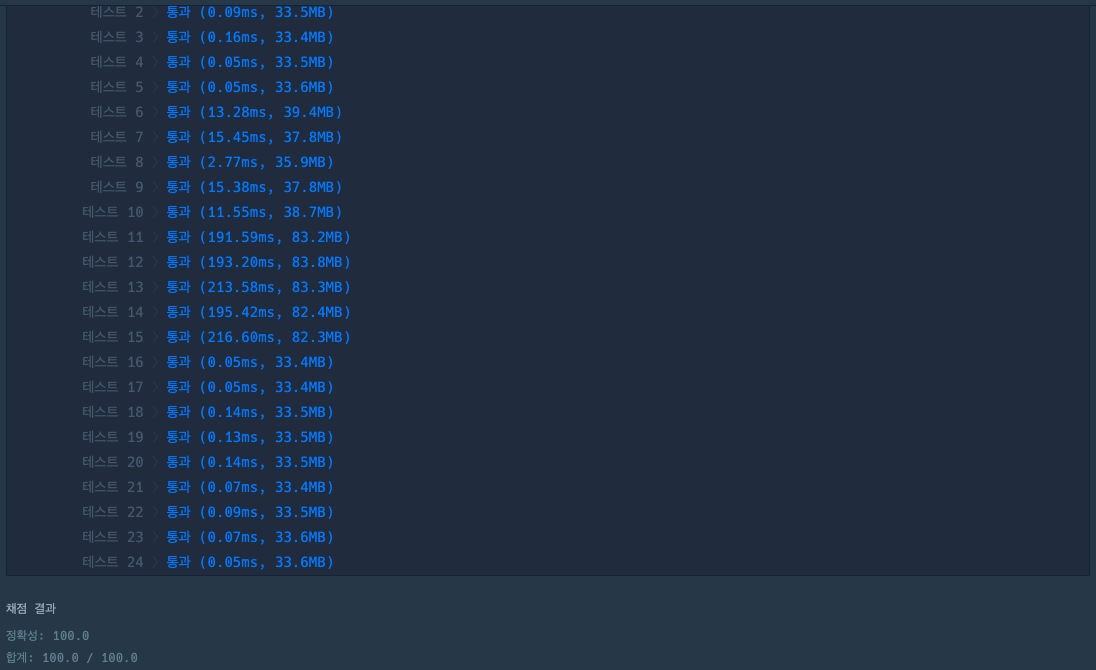 테스트 2 〉 통과 (0.09ms, 33.5MB)
테스트 3 〉 통과 (0.16ms, 33.4MB)
테스트 4 〉 통과 (0.05ms, 33.5MB)
테스트 5 〉 통과 (0.05ms, 33.6MB)
테스트 6 〉 통과 (13.28ms, 39.4MB)
테스트 7 〉 통과 (15.45ms, 37.8MB)
테스트 8 〉 통과 (2.77ms, 35.9MB)
테스트 9 〉 통과 (15.38ms, 37.8MB)
테스트 10 〉 통과 (11.55ms, 38.7MB)
테스트 11 〉 통과 (191.59ms, 83.2MB)
테스트 12 〉 통과 (193.20ms, 83.8MB)
테스트 13 〉 통과 (213.58ms, 83.3MB)
테스트 14 〉 통과 (195.42ms, 82.4MB)
테스트 15 〉 통과 (216.60ms, 82.3MB)
테스트 16 〉 통과 (0.05ms, 33.4MB)
테스트 17 〉 통과 (0.05ms, 33.4MB)
테스트 18 〉 통과 (0.14ms, 33.5MB)
테스트 19 〉 통과 (0.13ms, 33.5MB)
테스트 20 〉 통과 (0.14ms, 33.5MB)
테스트 21 〉 통과 (0.07ms, 33.4MB)
테스트 22 〉 통과 (0.09ms, 33.5MB)
테스트 23 〉 통과 (0.07ms, 33.6MB)
테스트 24 〉 통과 (0.05ms, 33.6MB)
채점 결과
정확성: 100.0
합계: 100.0 / 100.0